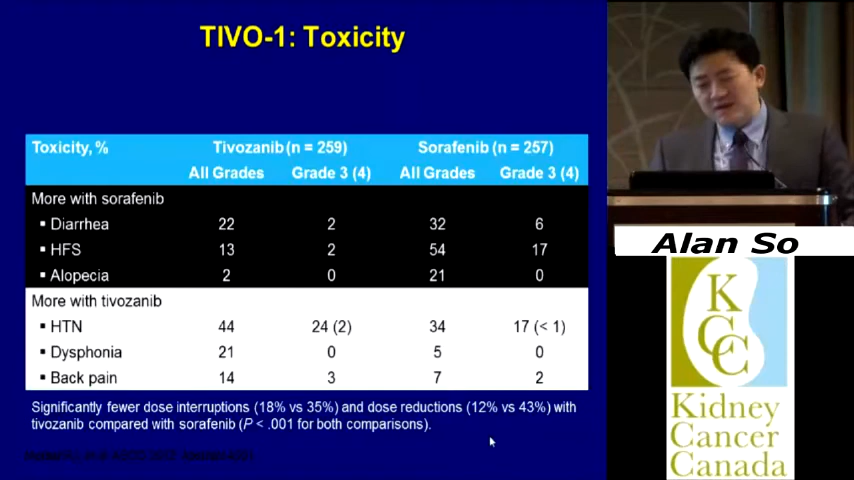 TIVO-1: Toxicity
Toxicity, % Tivozanib (n = 259) Sorafenib (n = 257)
All Grades Grade 3 (4) All Grades Grade 3 (4)
More with sorafenib
▪ Diarrhea 22 2 32 6
▪ HFS 13 2 54 17
▪ Alopecia 2 0 21 0
More with tivozanib
▪ HTN 44 24 (2) 34 17 (< 1)
▪ Dysphonia 21 0 5 0
▪ Back pain 14 3 7 2
Significantly fewer dose interruptions (18% vs 35%) and dose reductions (12% vs 43%) with
tivozanib compared with sorafenib (P < .001 for both comparisons).
Alan So
K
C
C
Kidney
Cancer
Canada